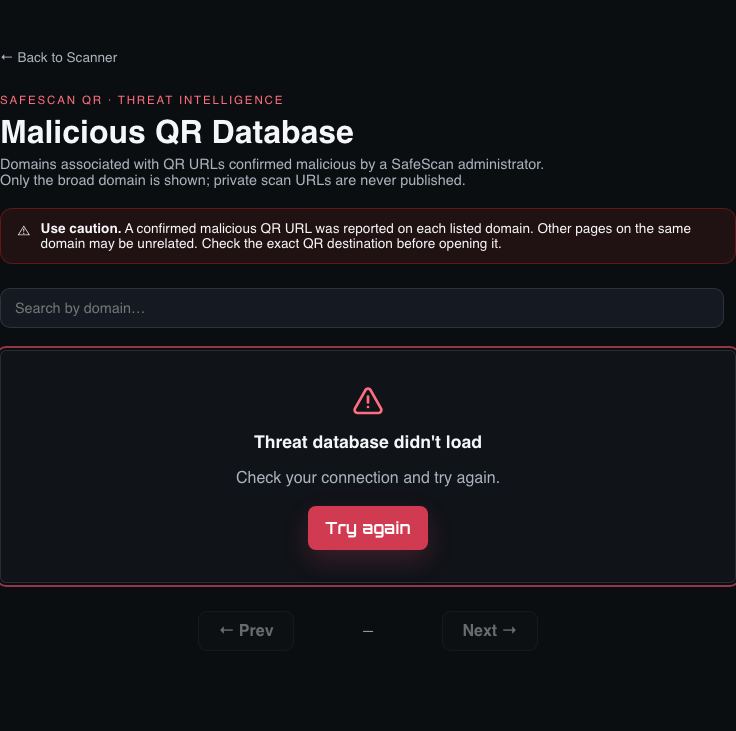 ← Back to Scanner
SAFESCAN QR · THREAT INTELLIGENCE
Malicious QR Database
Domains associated with QR URLs confirmed malicious by a SafeScan administrator.
Only the broad domain is shown; private scan URLs are never published.
⚠ Use caution. A confirmed malicious QR URL was reported on each listed domain. Other pages on the same
domain may be unrelated. Check the exact QR destination before opening it.
Search by domain…
Threat database didn't load
Check your connection and try again.
Try again
← Prev — Next →